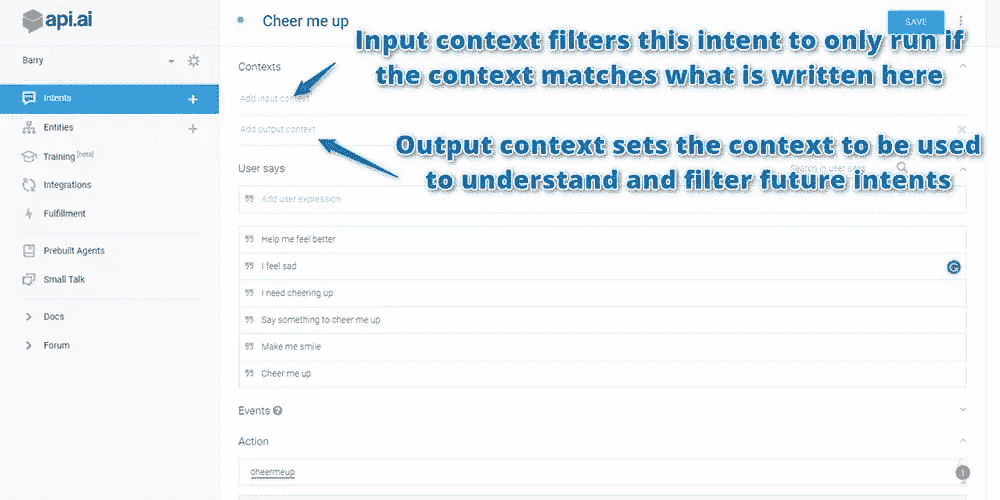 api.ai
Cheer me up
SAVE
Input context filters this intent to only run if
the context matches what is written here
Barry
Contexts
Add input context
Intents
Add output context
Entities
Output context sets the context to be used
to understand and filter future intents
Training [beta]
User says
Search in user says
Integrations
Add user expression
Fulfillment
Help me feel better
Prebuilt Agents
I feel sad
Small Talk
I need cheering up
Docs
Say something to cheer me up
Forum
Make me smile
Cheer me up
Events
Action
cheermeup